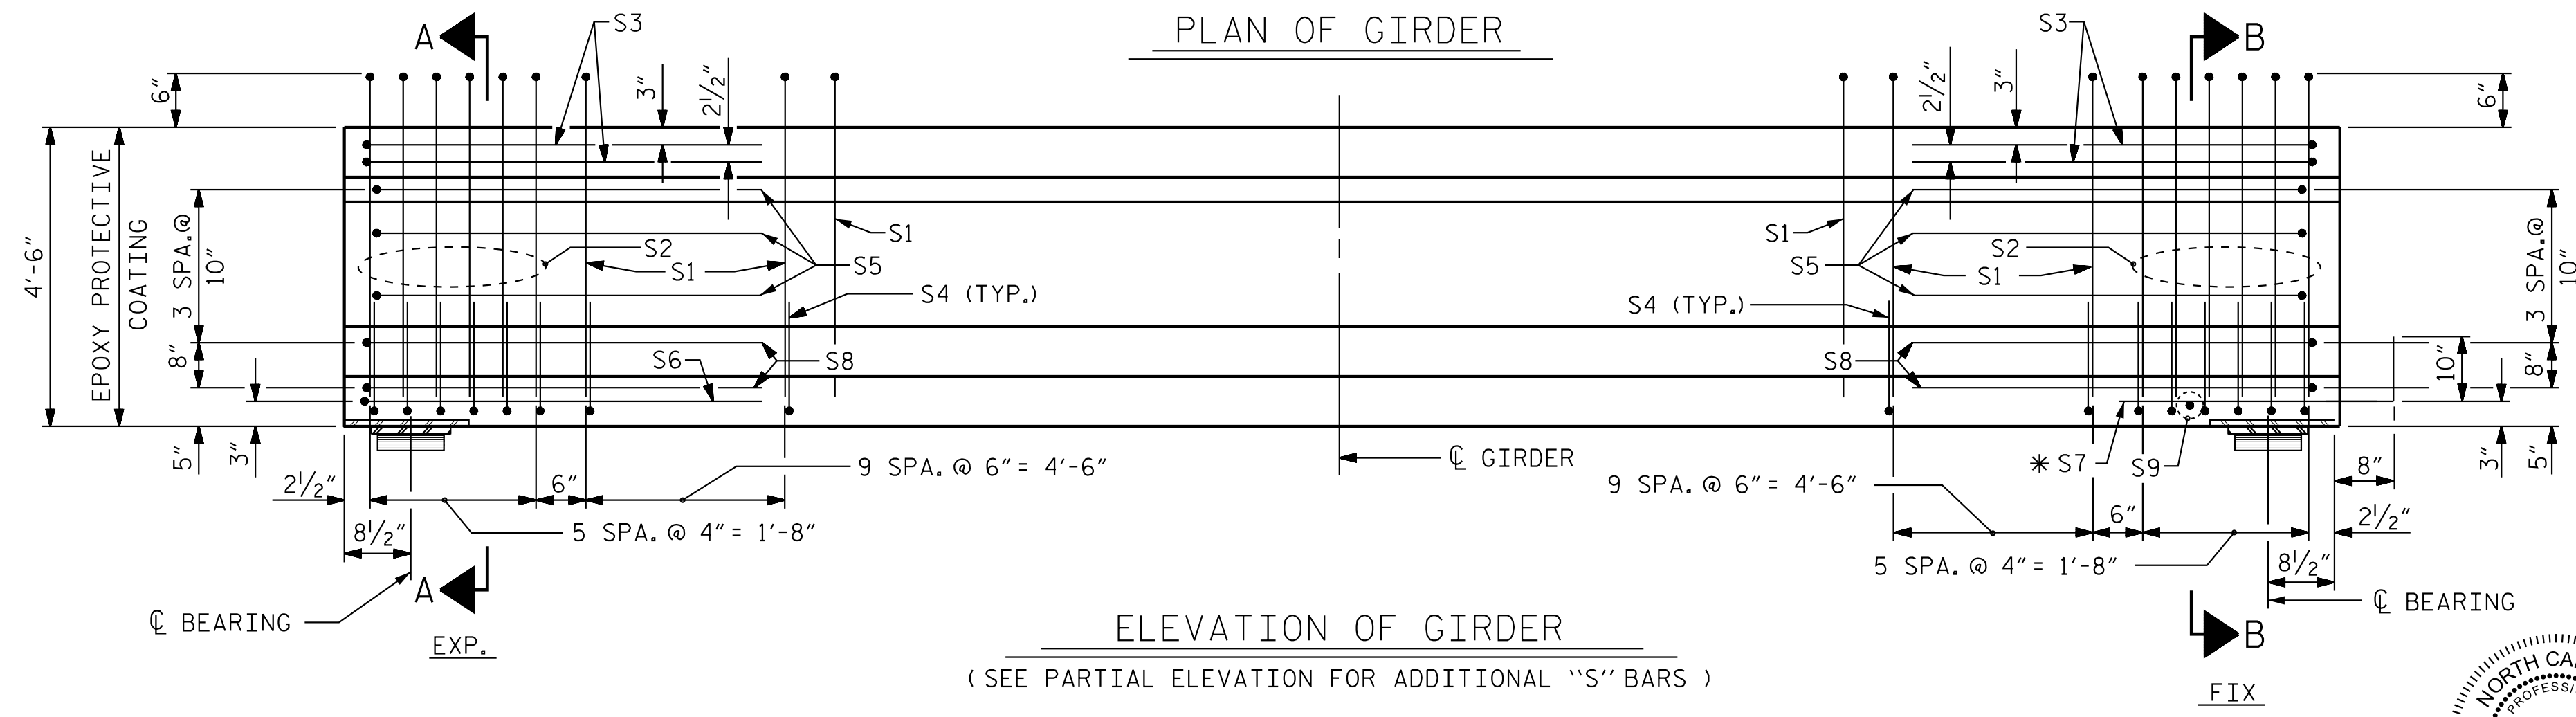 PLAN OF GIRDER
A
S3
S3
B
6"
3"
2½"
2½"
3"
6"
4'-6"
EPOXY PROTECTIVE
COATING
3 SPA.@
10"
8"
5"
3"
S2
S1
S1
S5
S4 (TYP.)
S6
S8
S1
S5
S2
S1
S4 (TYP.)
S8
3 SPA.@
10"
10"
8"
3"
5"
2½"
8½"
6"
9 SPA. @ 6" = 4'-6"
5 SPA. @ 4" = 1'-8"
℄ GIRDER
✳ S7
S9
9 SPA. @ 6" = 4'-6"
6"
8"
2½"
5 SPA. @ 4" = 1'-8"
8½"
℄ BEARING
A
EXP.
℄ BEARING
B
FIX
ELEVATION OF GIRDER
( SEE PARTIAL ELEVATION FOR ADDITIONAL "S" BARS )
NORTH CA
PROFESSI